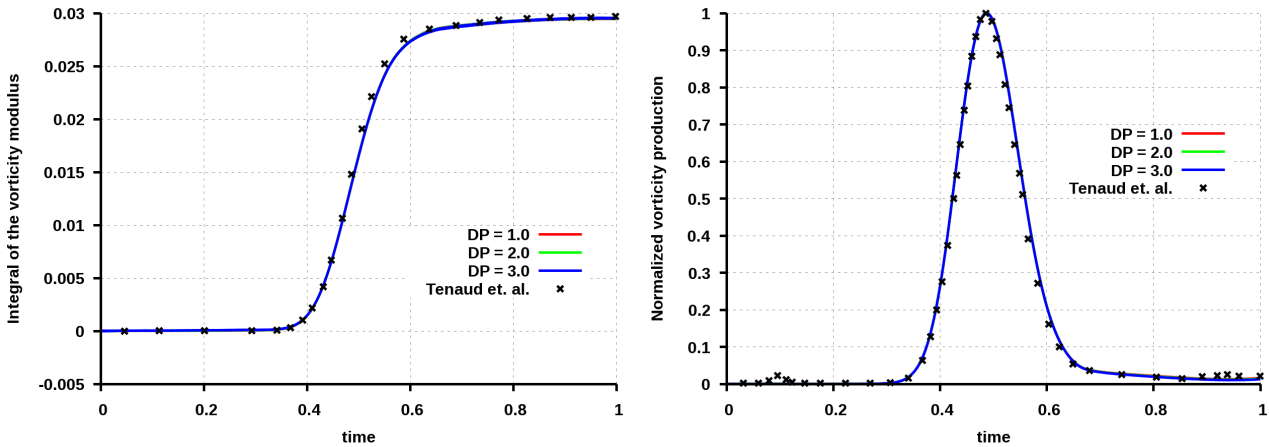 Integral of the vorticity modulus
0.03
0.025
0.02
0.015
0.01
0.005
0
-0.005
0
0.2
0.4
0.6
0.8
1
time
DP = 1.0
DP = 2.0
DP = 3.0
Tenaud et. al.
Normalized vorticity production
1
0.9
0.8
0.7
0.6
0.5
0.4
0.3
0.2
0.1
0
0
0.2
0.4
0.6
0.8
1
time
DP = 1.0
DP = 2.0
DP = 3.0
Tenaud et. al.